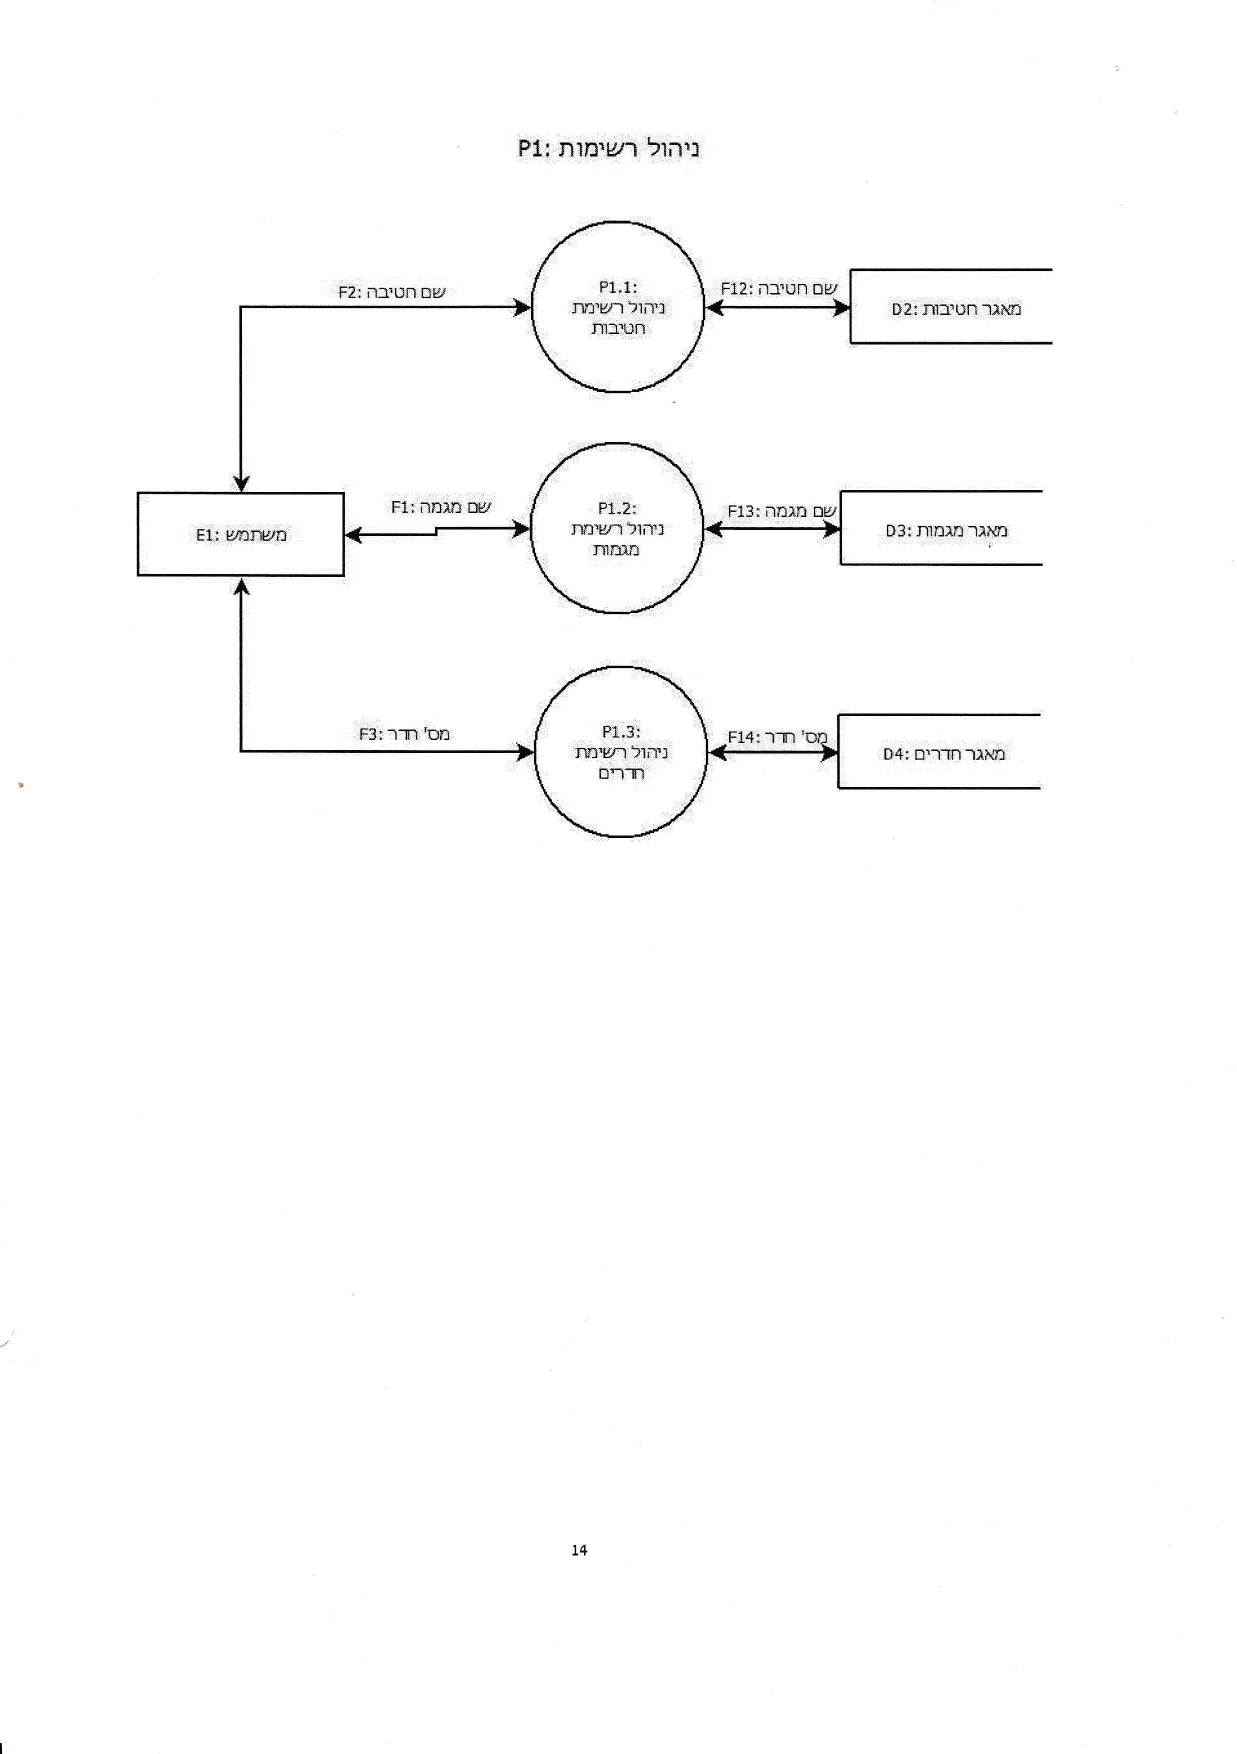 P1: ניהול רשימות
F2: שם חטיבה
P1.1:
ניהול רשימת
חטיבות
F12: שם חטיבה
D2: מאגר חטיבות
E1: משתמש
F1: שם מגמה
P1.2:
ניהול רשימת
מגמות
F13: שם מגמה
D3: מאגר מגמות
F3: מס' חדר
P1.3:
ניהול רשימת
חדרים
F14: מס' חדר
D4: מאגר חדרים
14